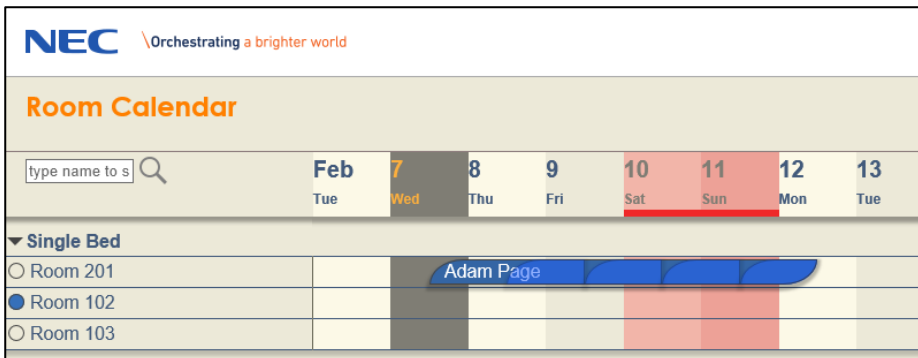 NEC \Orchestrating a brighter world
Room Calendar
type name to s
Feb 7 8 9 10 11 12 13
Tue Wed Thu Fri Sat Sun Mon Tue
Single Bed
Room 201 Adam Page
Room 102
Room 103